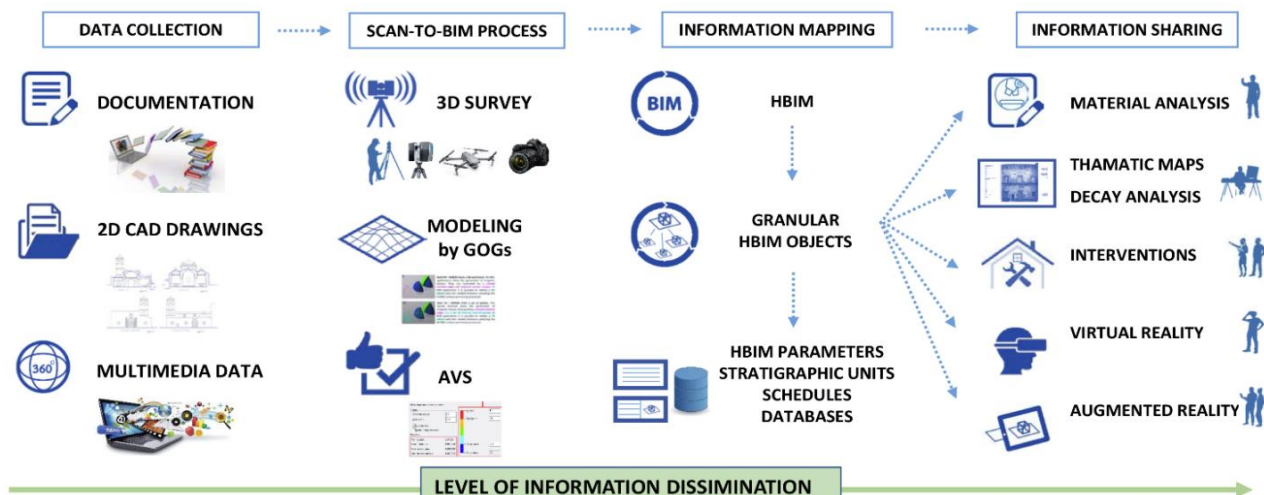 DATA COLLECTION
SCAN-TO-BIM PROCESS
INFORMATION MAPPING
INFORMATION SHARING
DOCUMENTATION
2D CAD DRAWINGS
360°
MULTIMEDIA DATA
3D SURVEY
MODELING
by GOGs
AVS
BIM
HBIM
GRANULAR
HBIM OBJECTS
HBIM PARAMETERS
STRATIGRAPHIC UNITS
SCHEDULES
DATABASES
MATERIAL ANALYSIS
THAMATIC MAPS
DECAY ANALYSIS
INTERVENTIONS
VIRTUAL REALITY
AUGMENTED REALITY
LEVEL OF INFORMATION DISSIMINATION